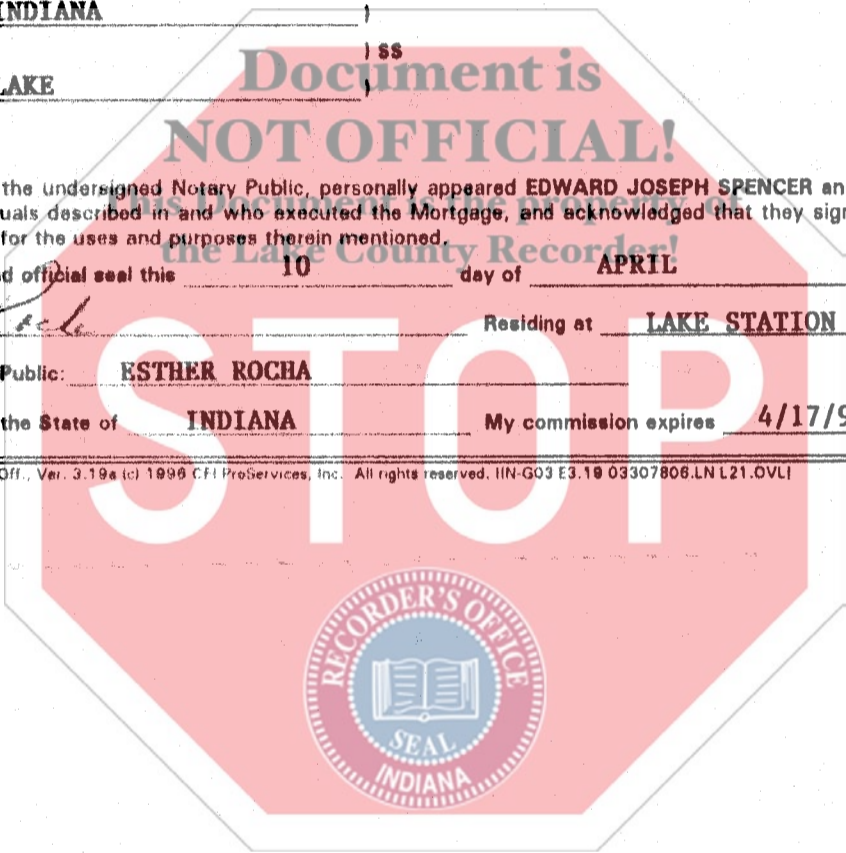 INDIANA )
) SS
LAKE )
Document is
NOT OFFICIAL!
This Document is the property of
the Lake County Recorder!
the undersigned Notary Public, personally appeared EDWARD JOSEPH SPENCER an
uals described in and who executed the Mortgage, and acknowledged that they sign
for the uses and purposes therein mentioned.
d official seal this 10 day of APRIL
Residing at LAKE STATION
Public: ESTHER ROCHA
the State of INDIANA My commission expires 4/17/9
Off., Ver. 3.19a (c) 1996 CFI ProServices, Inc. All rights reserved. [IN-G03 E3.19 03307806.LN L21.OVL]
STOP
RECORDER'S OFFICE
SEAL
INDIANA